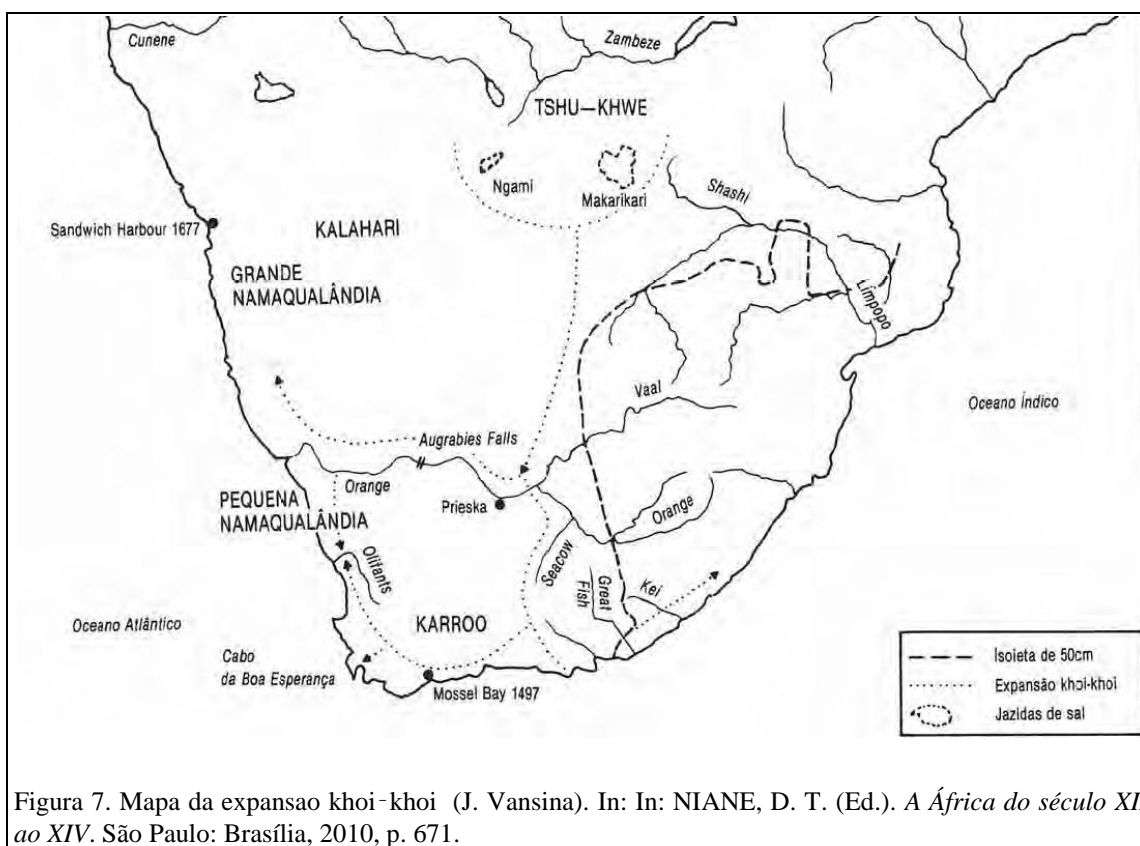 Cunene
Zambeze
TSHU—KHWE
Ngami
Makarikari
Shashi
Sandwich Harbour 1677
KALAHARI
GRANDE
NAMAQUALÂNDIA
Limpopo
Vaal
Oceano Índico
Augrabies Falls
Orange
Prieska
PEQUENA
NAMAQUALÂNDIA
Orange
Olifants
Seacow
Great
Fish
Kei
KARROO
Oceano Atlântico
Cabo
da Boa Esperança
Mossel Bay 1497
Isoieta de 50cm
Expansão khoi-khoi
Jazidas de sal
Figura 7. Mapa da expansao khoi-khoi (J. Vansina). In: In: NIANE, D. T. (Ed.). A África do século XI
ao XIV. São Paulo: Brasília, 2010, p. 671.